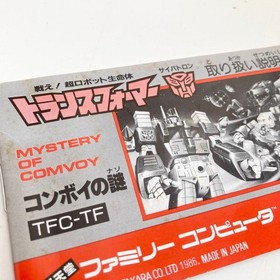 戦え!超ロボット生命体
トランスフォーマー
サイバトロン
取り扱い説明
MYSTERY
OF
COMVOY
コンボイの謎
ナゾ
TFC-TF
ファミリー コンピュータ
TAKARA CO.LTD 1986. MADE IN JAPAN